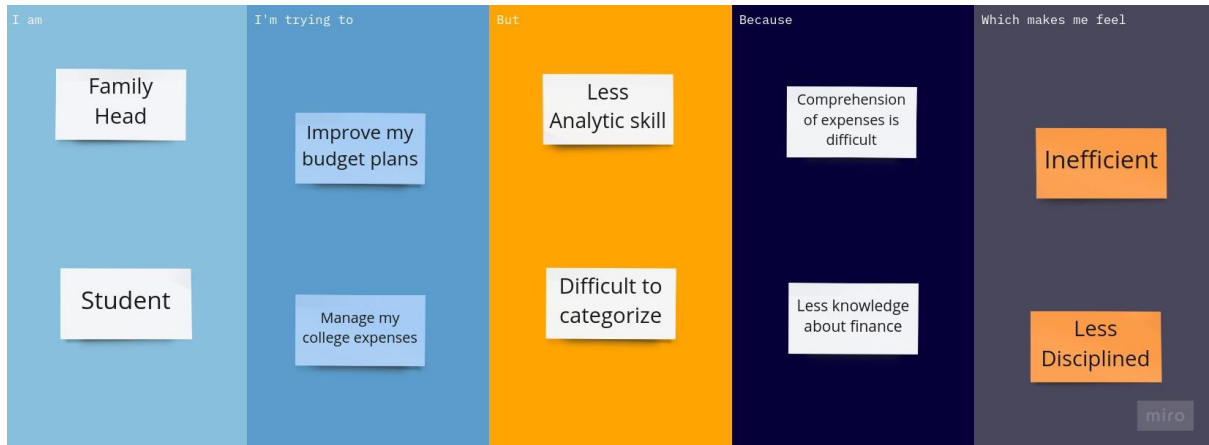 I am
I'm trying to
But
Because
Which makes me feel
Family
Head
Improve my
budget plans
Less
Analytic skill
Comprehension
of expenses is
difficult
Inefficient
Student
Manage my
college expenses
Difficult to
categorize
Less knowledge
about finance
Less
Disciplined
miro